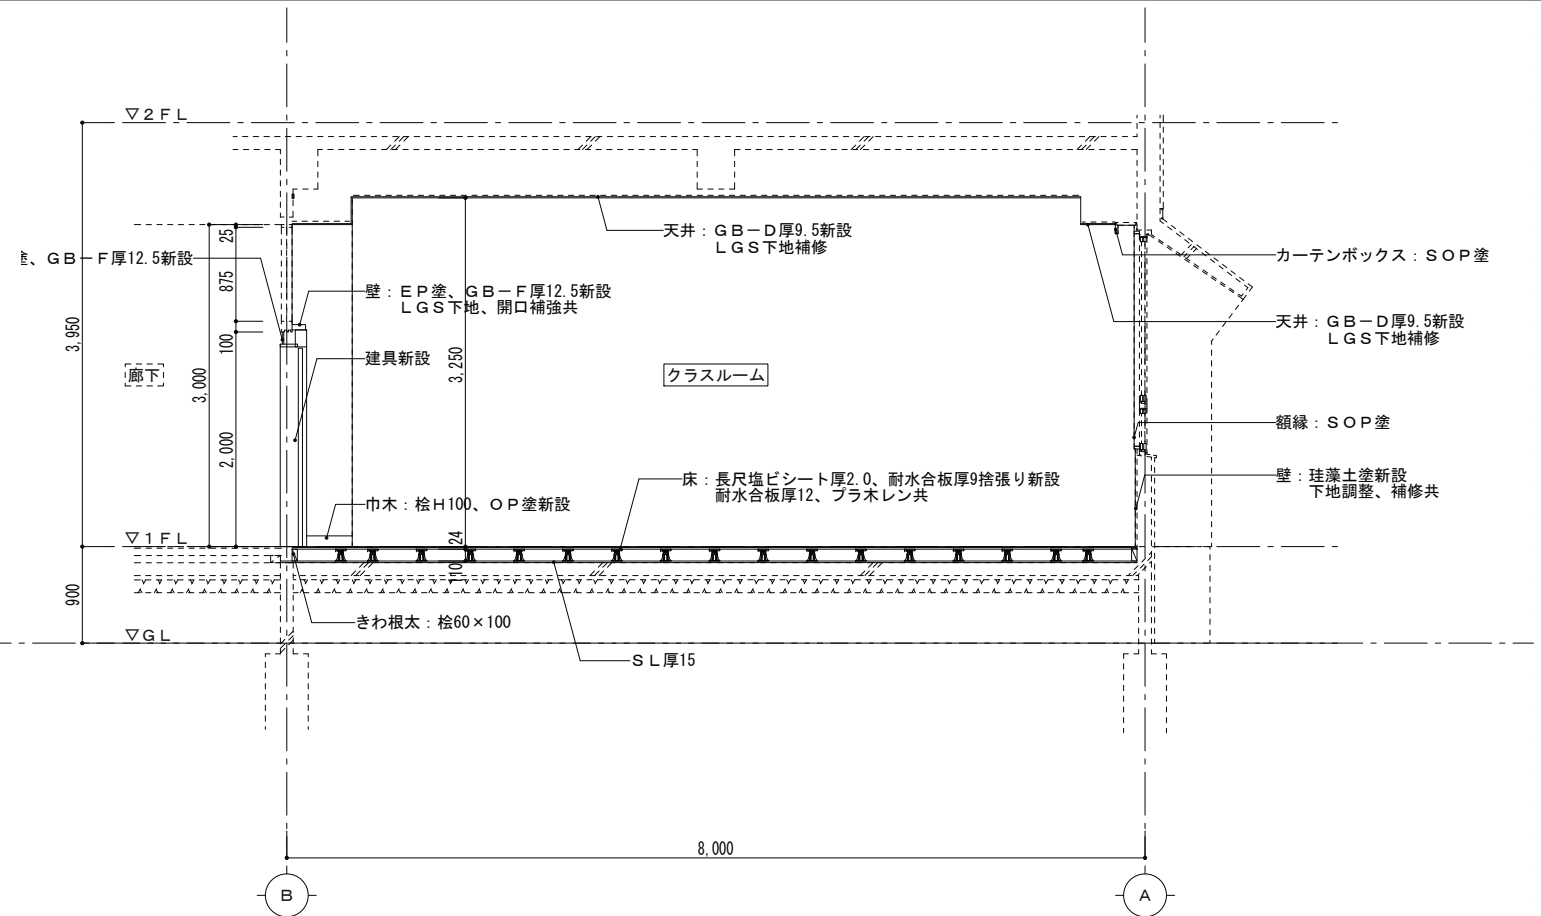 ▽2FL
25
天井：GB－D厚9.5新設
LGS下地補修
カーテンボックス：SOP塗
、GB－F厚12.5新設
875
壁：EP塗、GB－F厚12.5新設
LGS下地、開口補強共
天井：GB－D厚9.5新設
LGS下地補修
3,950
100
建具新設
3,250
廊下
3,000
クラスルーム
額縁：SOP塗
2,000
床：長尺塩ビシート厚2.0、耐水合板厚9捨張り新設
耐水合板厚12、プラ木レン共
壁：珪藻土塗新設
下地調整、補修共
巾木：桧H100、OP塗新設
▽1FL
24
110
900
きわ根太：桧60×100
▽GL
SL厚15
8,000
B
A